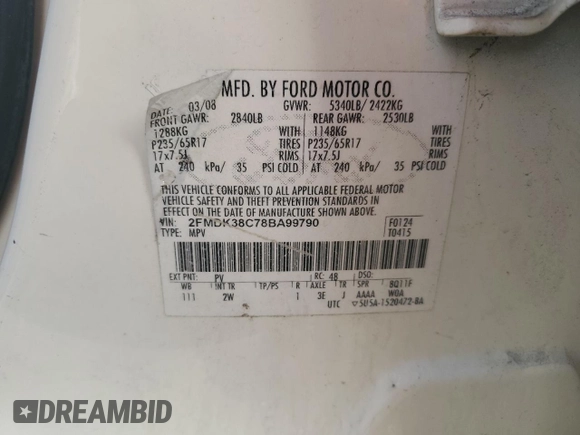 MFD. BY FORD MOTOR CO.
DATE: 03/08 GVWR: 5340LB/ 2422KG
FRONT GAWR: 2840LB REAR GAWR: 2530LB
1288KG WITH 1148KG WITH
P235/65R17 TIRES P235/65R17 TIRES
17x7.5J RIMS 17x7.5J RIMS
AT 240 kPa/ 35 PSI COLD AT 240 kPa/ 35 PSI COLD
THIS VEHICLE CONFORMS TO ALL APPLICABLE FEDERAL MOTOR
VEHICLE SAFETY AND THEFT PREVENTION STANDARDS IN
EFFECT ON THE DATE OF MANUFACTURE SHOWN ABOVE.
VIN: 2FMDK38C78BA99790 F0124
TYPE: MPV T0415
EXT PNT: PV RC: 48 DSO:
WB INT TR TP/PS R AXLE TR SPR 8Q11F
111 2W 1 3E J AAAA WOA
UTC ▽5U5A-1520472-BA
DREAMBID